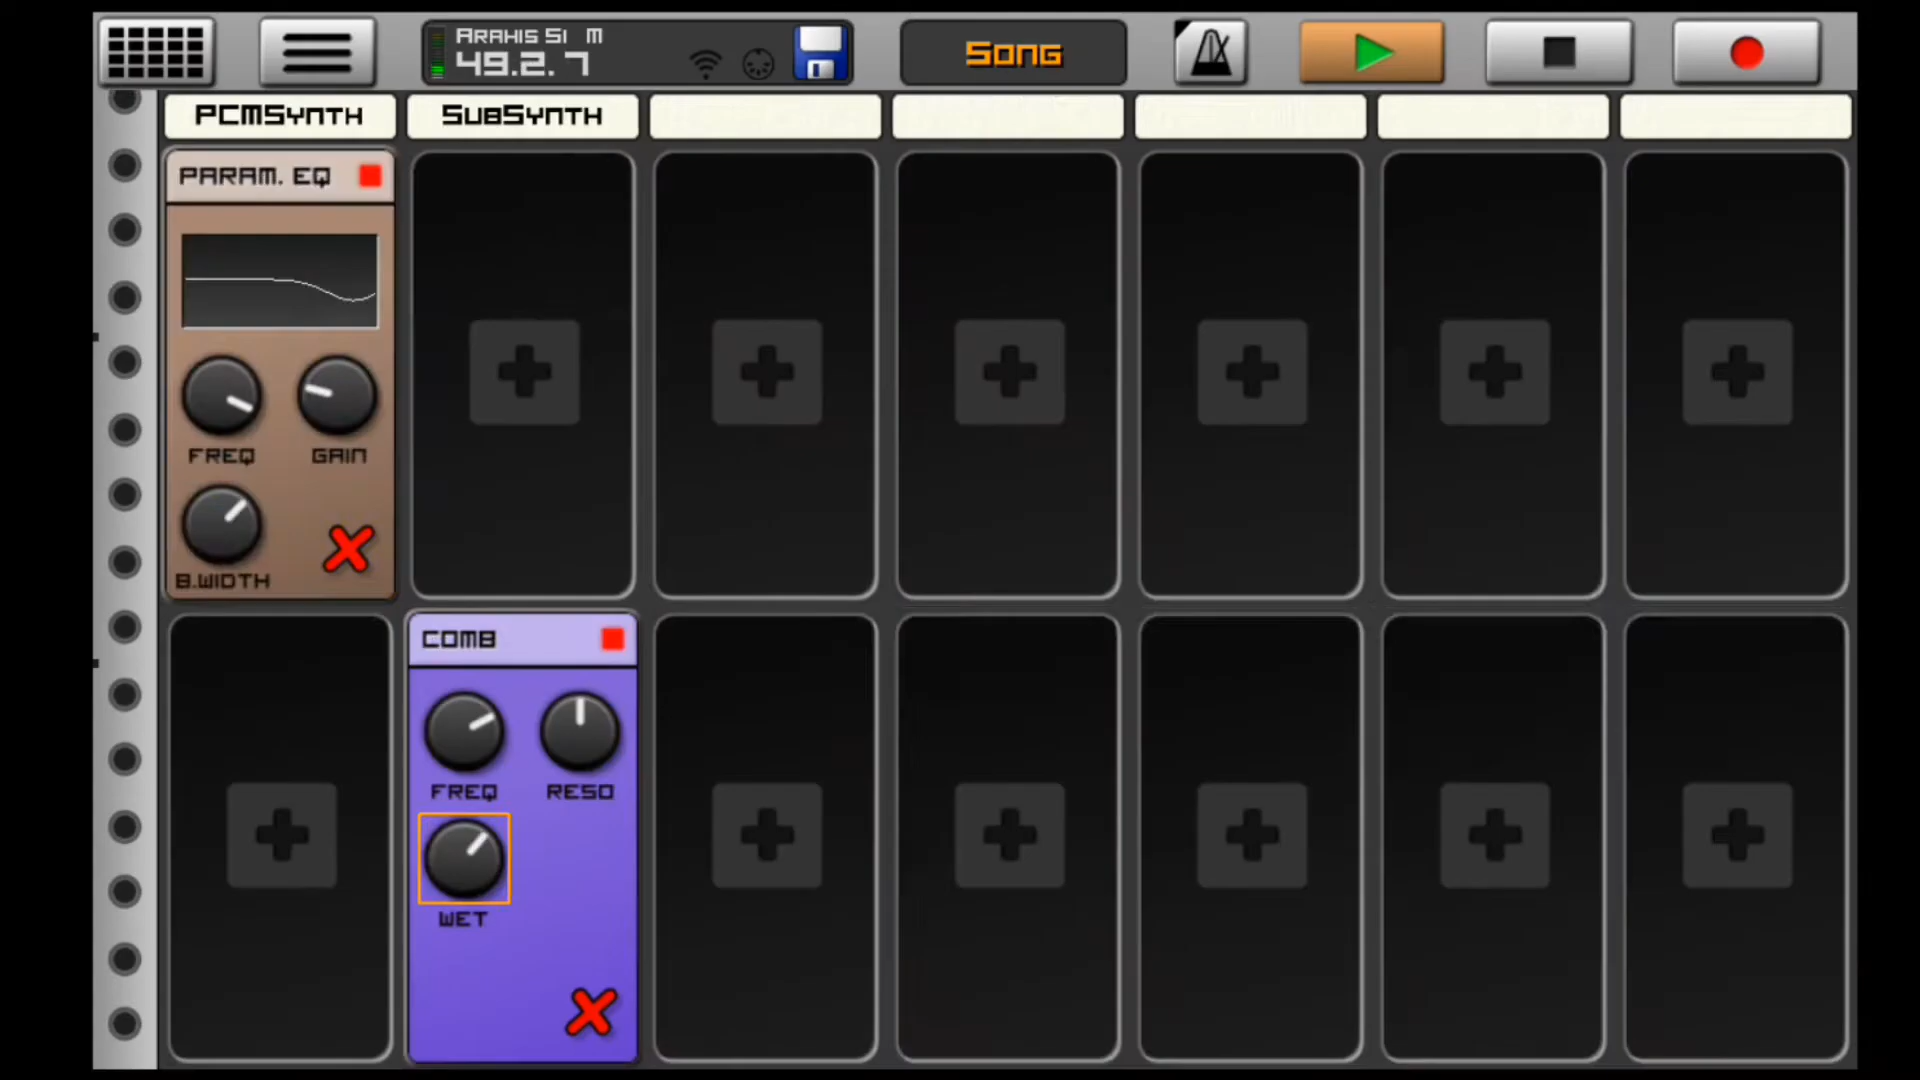 Arahis Si M
49.2.7
Song
PCMSynth
SubSynth
PARAM. EQ
FREQ
GAIN
B.WIDTH
COMB
FREQ
RESO
WET